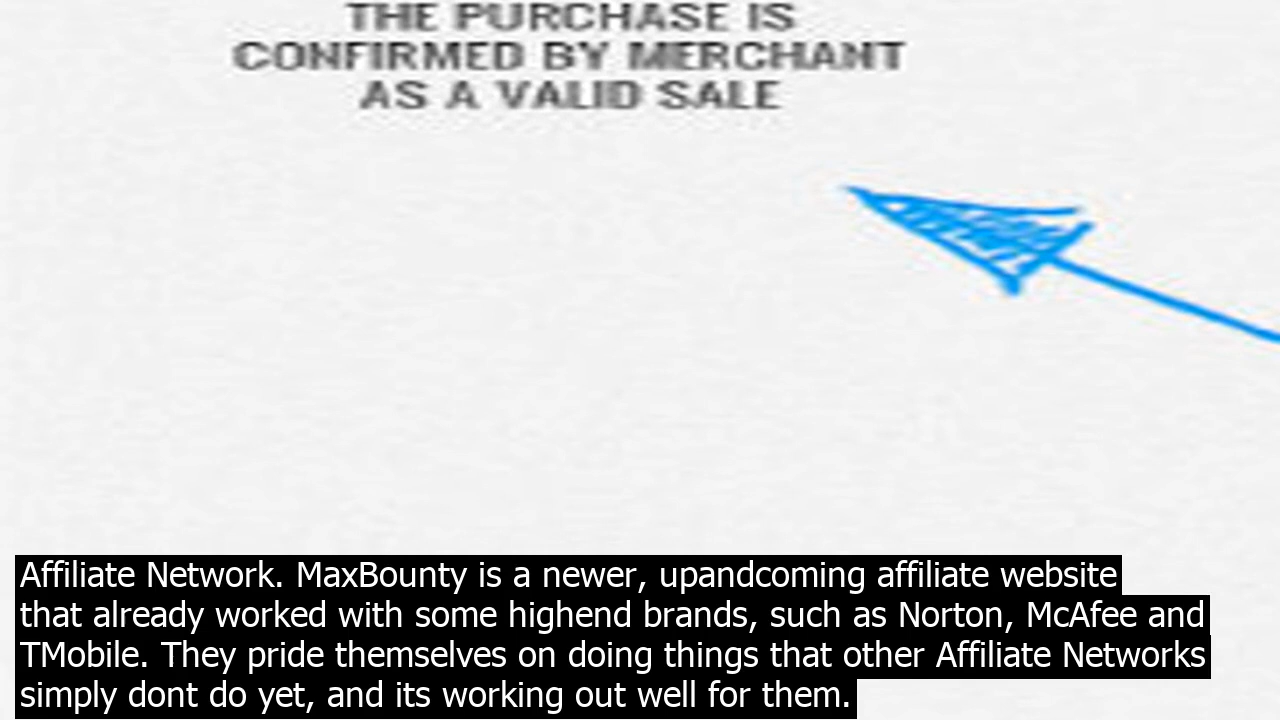 THE PURCHASE IS
CONFIRMED BY MERCHANT
AS A VALID SALE
Affiliate Network. MaxBounty is a newer, upandcoming affiliate website
that already worked with some highend brands, such as Norton, McAfee and
TMobile. They pride themselves on doing things that other Affiliate Networks
simply dont do yet, and its working out well for them.